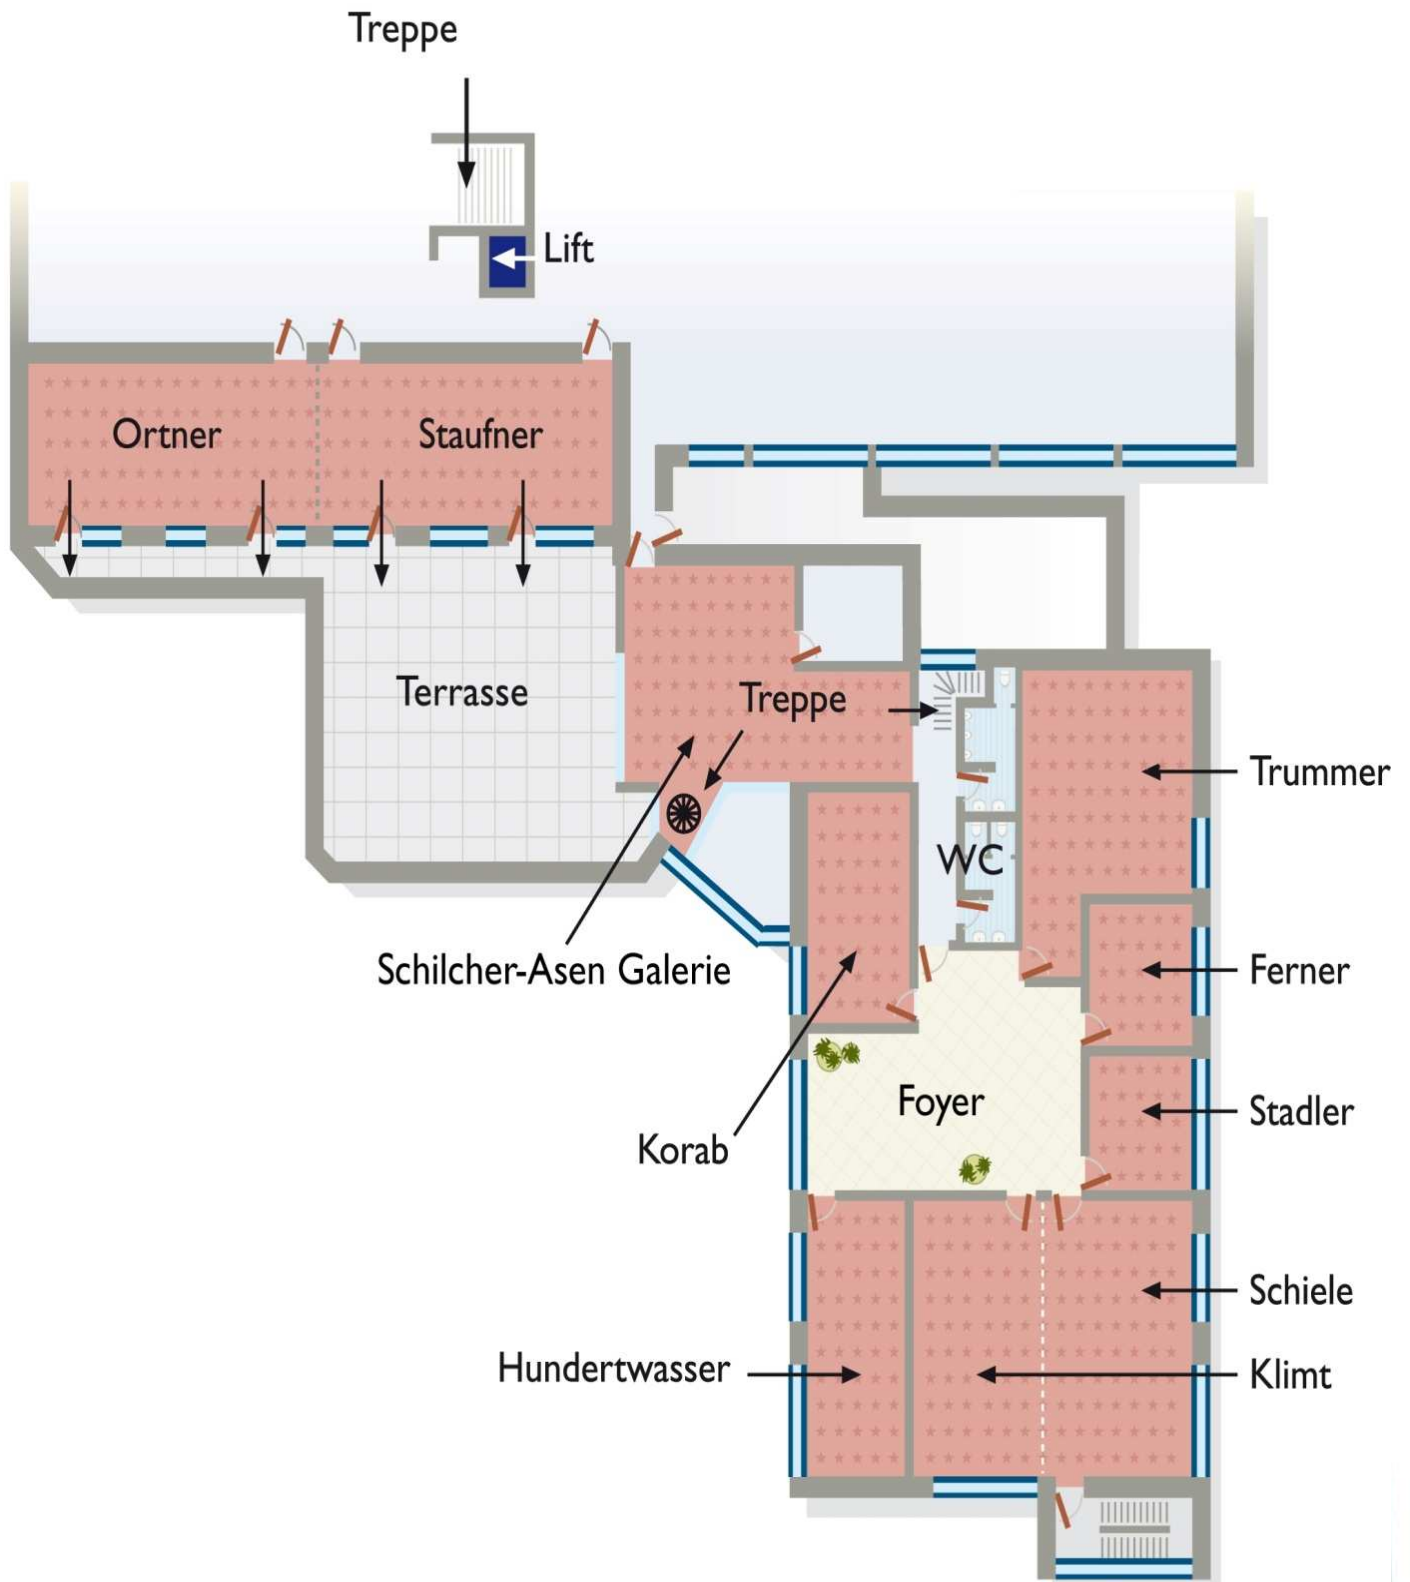 Treppe
Lift
Ortner
Staufner
Terrasse
Treppe
Trummer
WC
Schilcher-Asen Galerie
Ferner
Foyer
Stadler
Korab
Schiele
Hundertwasser
Klimt